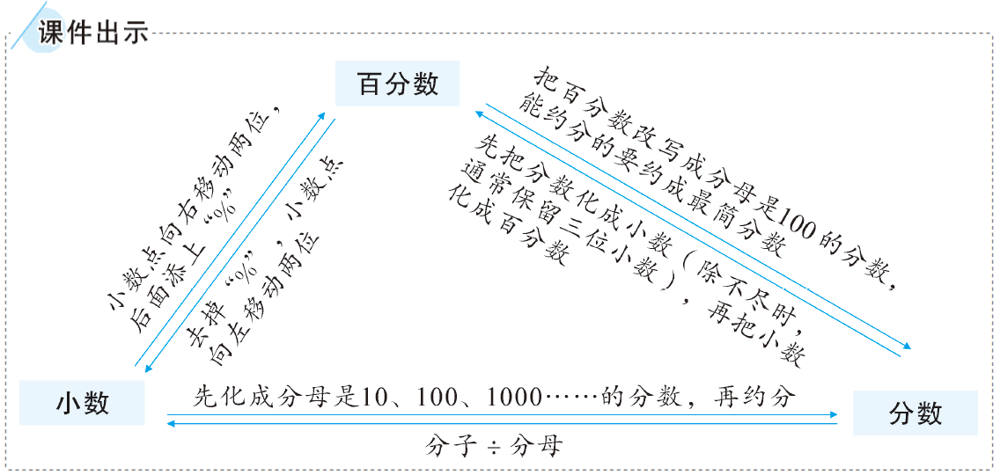 课件出示
百分数
小数点向右移动两位，
后面添上“%”
去掉“%”，小数点
向左移动两位
把百分数改写成分母是100的分数，
能约分的要约成最简分数
先把分数化成小数（除不尽时，
通常保留三位小数），再把小数
化成百分数
小数
先化成分母是10、100、1000……的分数，再约分
分数
分子÷分母